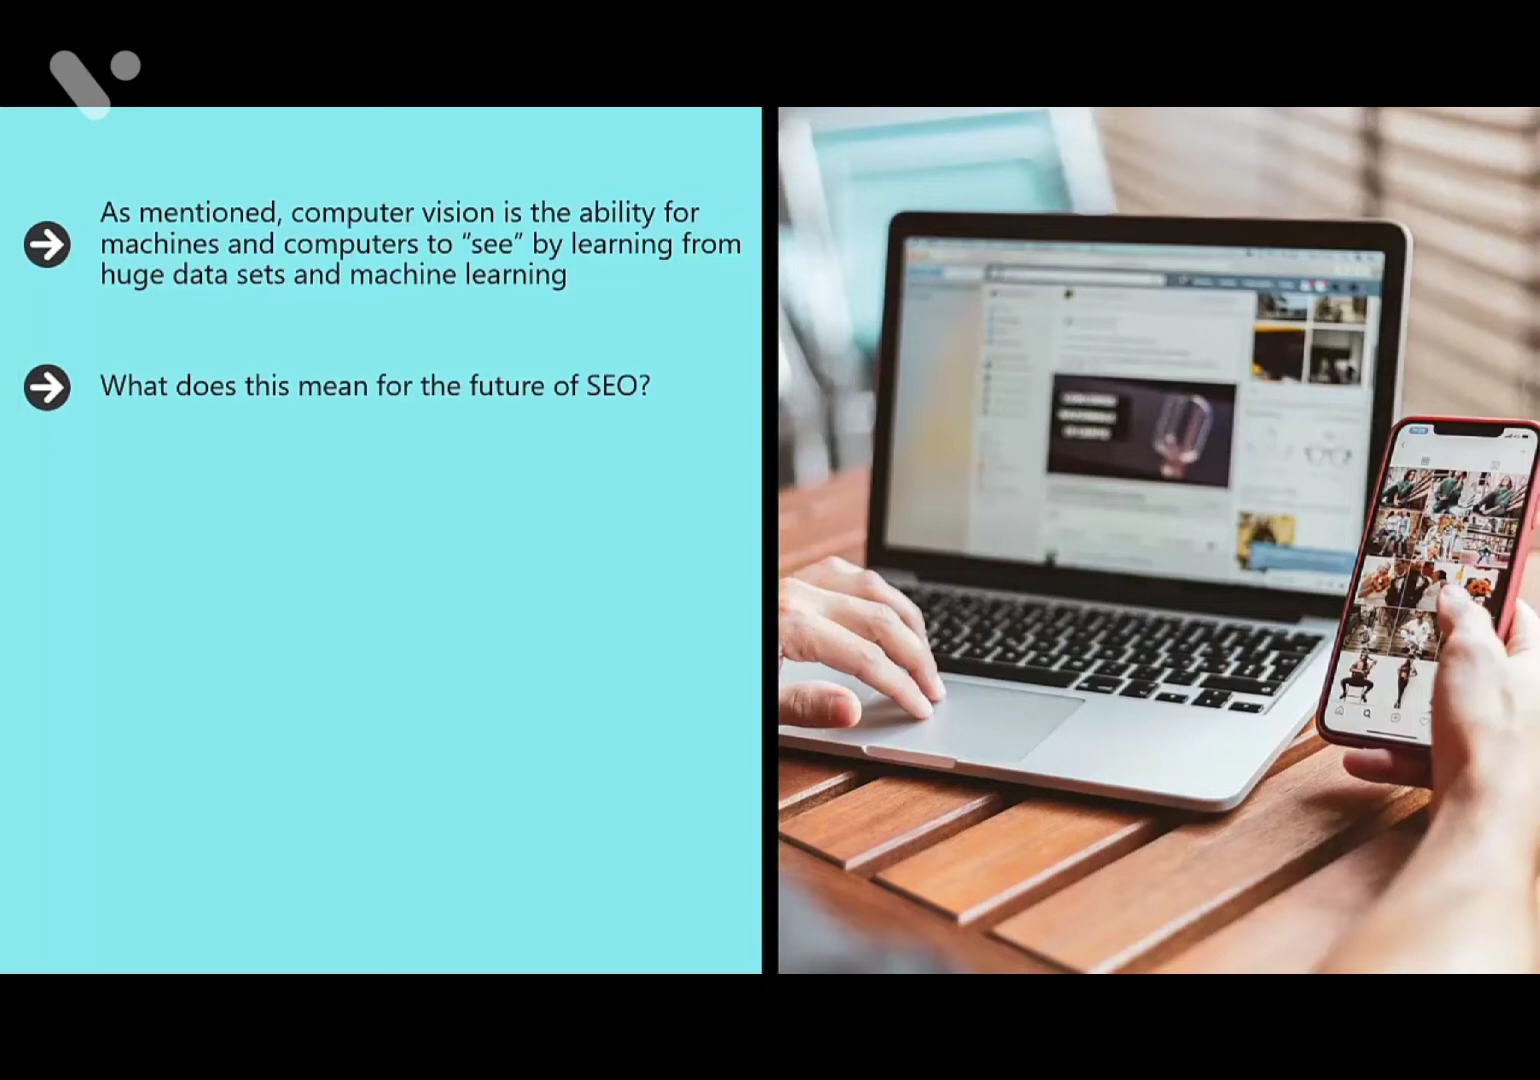 As mentioned, computer vision is the ability for
machines and computers to “see” by learning from
huge data sets and machine learning
What does this mean for the future of SEO?